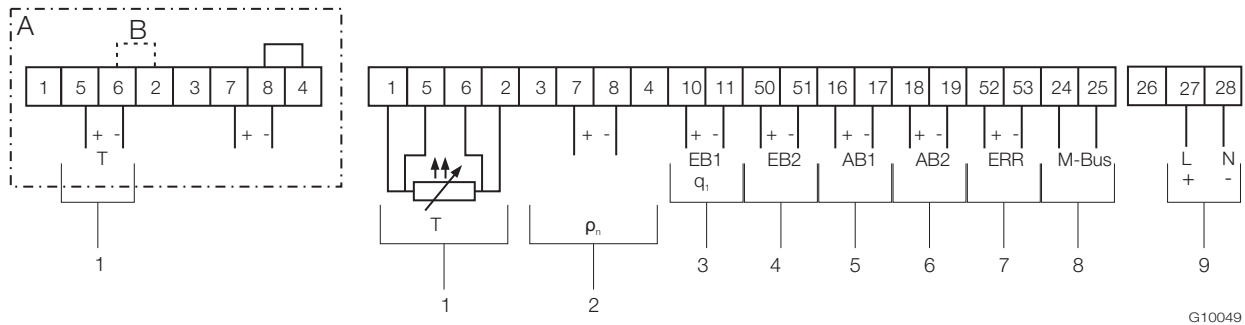 A
B
1 5 6 2 3 7 8 4
1 5 6 2 3 7 8 4 10 11 50 51 16 17 18 19 52 53 24 25 26 27 28
+ - + -
+ - + - + - + - + - + -
T
EB1 EB2 AB1 AB2 ERR M-Bus L N
q₁ + -
T ρₙ
1
3 4 5 6 7 8 9
1 2
G10049